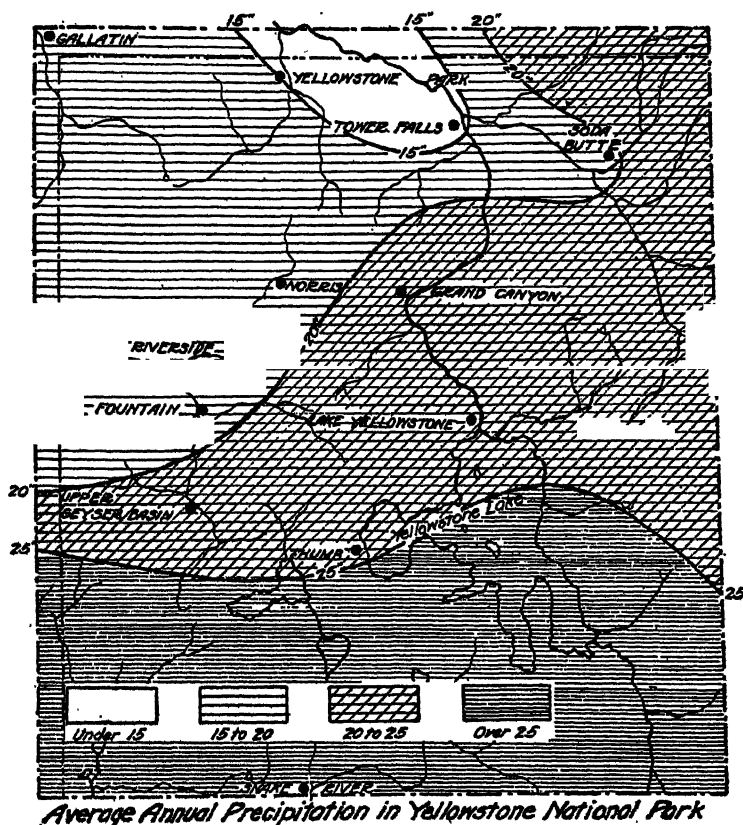 15" 15" 20"
GALLATIN
20"
YELLOWSTONE PARK
TOWER FALLS
SODA BUTTE
15"
NORRIS
GRAND CANYON
20"
RIVERSIDE
FOUNTAIN
LAKE YELLOWSTONE
20"
UPPER
GEYSER BASIN
Yellowstone Lake
25"
THUMB
25"
25
Under 15 15 to 20 20 to 25 Over 25
SNAKE RIVER
Average Annual Precipitation in Yellowstone National Park